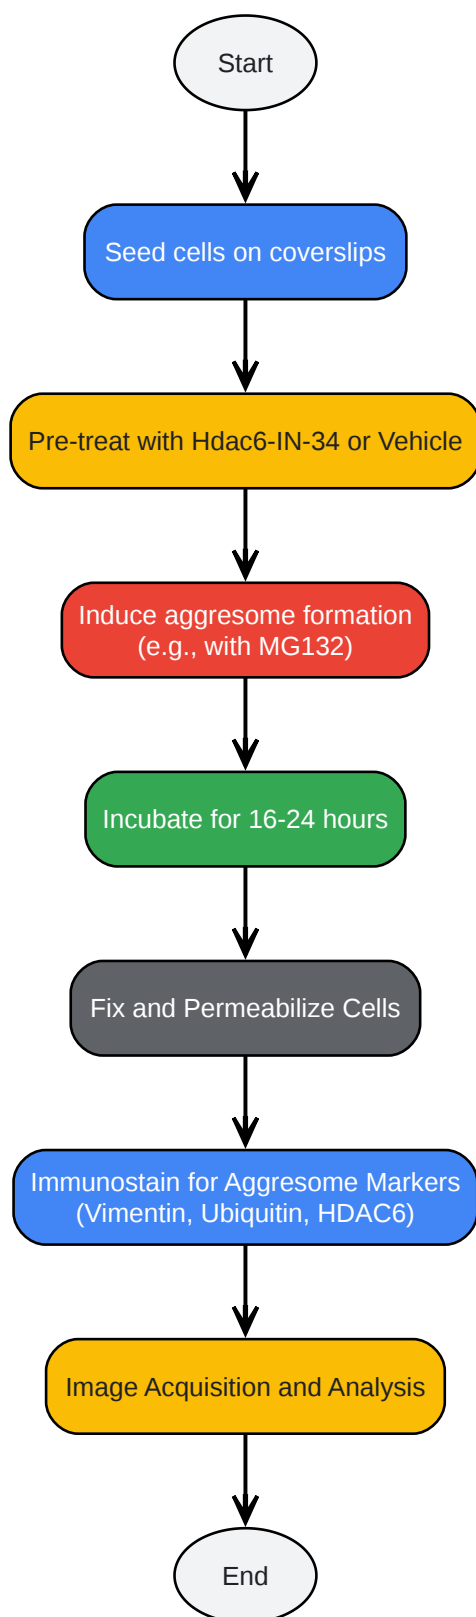 Start
Seed cells on coverslips
Pre-treat with Hdac6-IN-34 or Vehicle
Induce aggresome formation
(e.g., with MG132)
Incubate for 16-24 hours
Fix and Permeabilize Cells
Immunostain for Aggresome Markers
(Vimentin, Ubiquitin, HDAC6)
Image Acquisition and Analysis
End